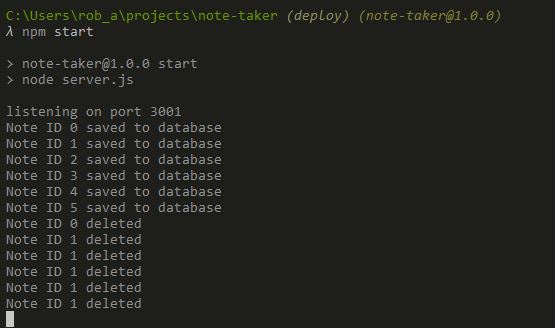 C:\Users\rob_a\projects\note-taker (deploy) (note-taker@1.0.0)
λ npm start
> note-taker@1.0.0 start
> node server.js
listening on port 3001
Note ID 0 saved to database
Note ID 1 saved to database
Note ID 2 saved to database
Note ID 3 saved to database
Note ID 4 saved to database
Note ID 5 saved to database
Note ID 0 deleted
Note ID 1 deleted
Note ID 1 deleted
Note ID 1 deleted
Note ID 1 deleted
Note ID 1 deleted